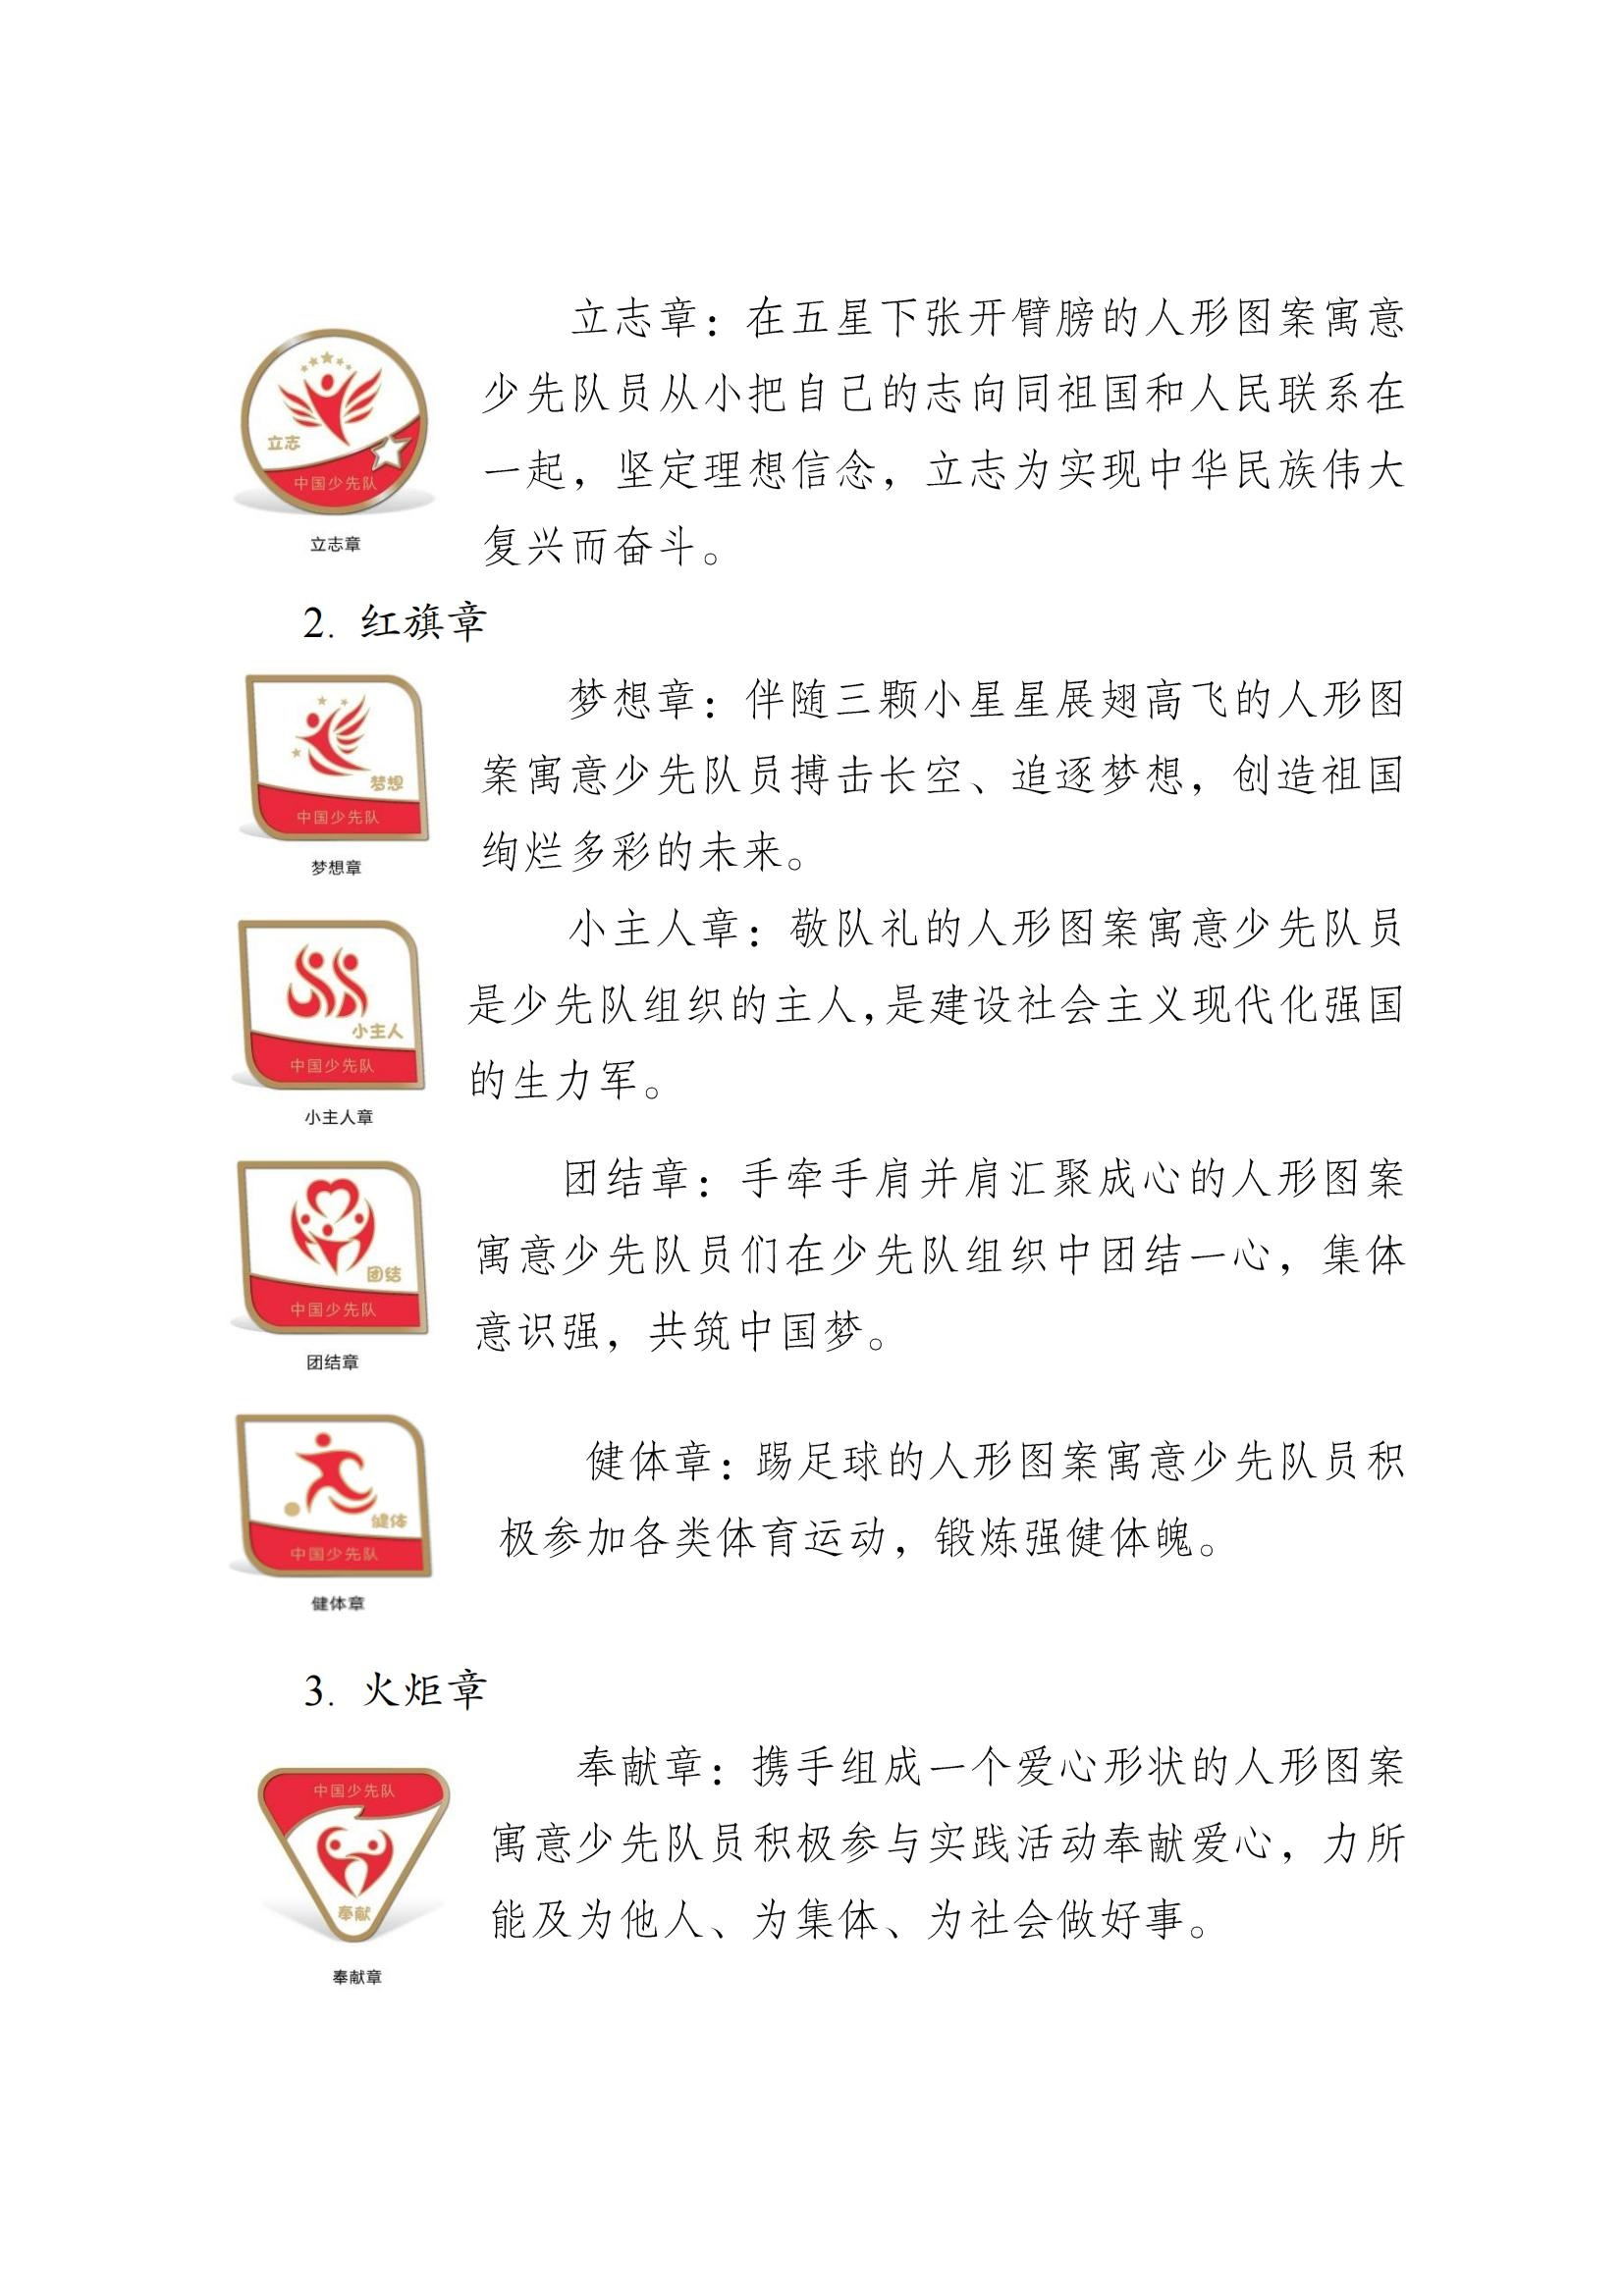 立志章：在五星下张开臂膀的人形图案寓意
少先队员从小把自己的志向同祖国和人民联系在
一起，坚定理想信念，立志为实现中华民族伟大
复兴而奋斗。
立志
中国少先队
立志章
2. 红旗章
梦想章：伴随三颗小星星展翅高飞的人形图
案寓意少先队员搏击长空、追逐梦想，创造祖国
绚烂多彩的未来。
梦想
中国少先队
梦想章
小主人章：敬队礼的人形图案寓意少先队员
是少先队组织的主人，是建设社会主义现代化强国
的生力军。
小主人
中国少先队
小主人章
团结章：手牵手肩并肩汇聚成心的人形图案
寓意少先队员们在少先队组织中团结一心，集体
意识强，共筑中国梦。
团结
中国少先队
团结章
健体章：踢足球的人形图案寓意少先队员积
极参加各类体育运动，锻炼强健体魄。
健体
中国少先队
健体章
3. 火炬章
奉献章：携手组成一个爱心形状的人形图案
寓意少先队员积极参与实践活动奉献爱心，力所
能及为他人、为集体、为社会做好事。
中国少先队
奉献
奉献章